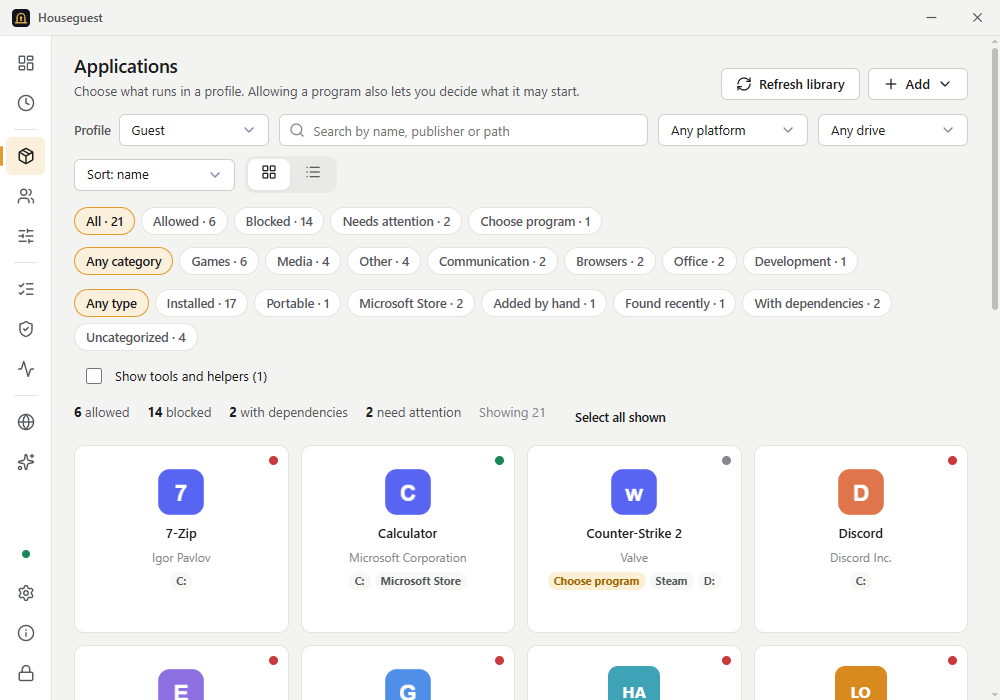 Houseguest
Applications
Choose what runs in a profile. Allowing a program also lets you decide what it may start.
Refresh library
Add
Profile
Guest
Search by name, publisher or path
Any platform
Any drive
Sort: name
All · 21
Allowed · 6
Blocked · 14
Needs attention · 2
Choose program · 1
Any category
Games · 6
Media · 4
Other · 4
Communication · 2
Browsers · 2
Office · 2
Development · 1
Any type
Installed · 17
Portable · 1
Microsoft Store · 2
Added by hand · 1
Found recently · 1
With dependencies · 2
Uncategorized · 4
Show tools and helpers (1)
6 allowed
14 blocked
2 with dependencies
2 need attention
Showing 21
Select all shown
7
7-Zip
Igor Pavlov
C:
C
Calculator
Microsoft Corporation
C:
Microsoft Store
w
Counter-Strike 2
Valve
Choose program
Steam
D:
D
Discord
Discord Inc.
C:
E
G
HA
LO